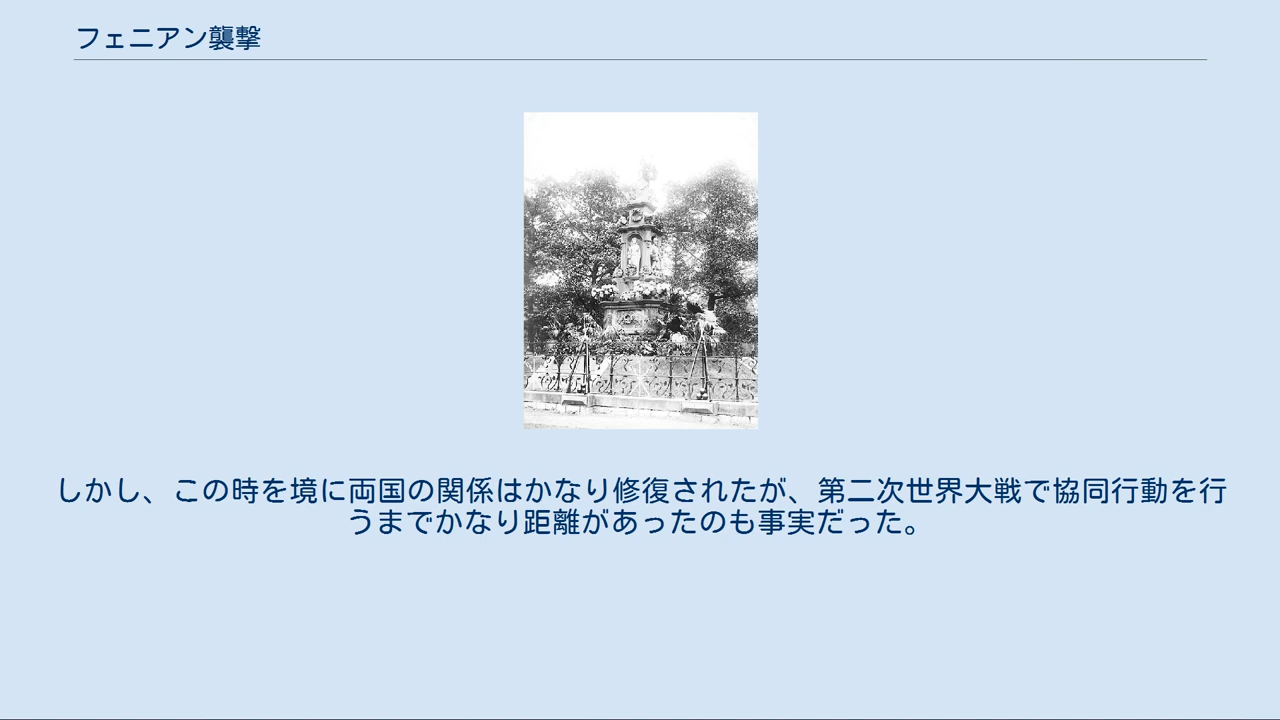 フェニアン襲撃
しかし、この時を境に両国の関係はかなり修復されたが、第二次世界大戦で協同行動を行
うまでかなり距離があったのも事実だった。